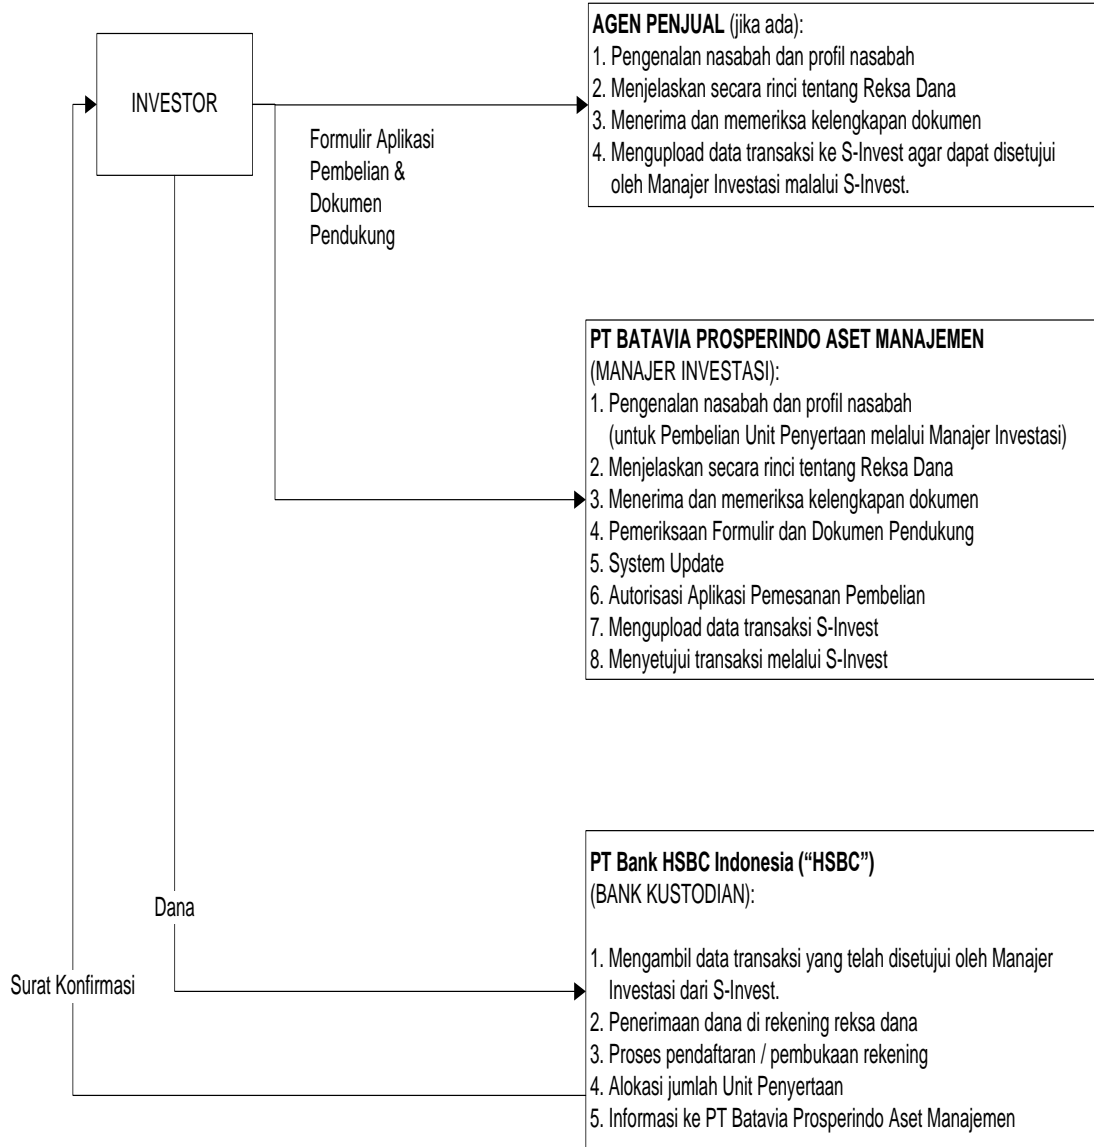 AGEN PENJUAL (jika ada):
1. Pengenalan nasabah dan profil nasabah
2. Menjelaskan secara rinci tentang Reksa Dana
3. Menerima dan memeriksa kelengkapan dokumen
4. Mengupload data transaksi ke S-Invest agar dapat disetujui
oleh Manajer Investasi malalui S-Invest.
INVESTOR
Formulir Aplikasi
Pembelian &
Dokumen
Pendukung
PT BATAVIA PROSPERINDO ASET MANAJEMEN
(MANAJER INVESTASI):
1. Pengenalan nasabah dan profil nasabah
(untuk Pembelian Unit Penyertaan melalui Manajer Investasi)
2. Menjelaskan secara rinci tentang Reksa Dana
3. Menerima dan memeriksa kelengkapan dokumen
4. Pemeriksaan Formulir dan Dokumen Pendukung
5. System Update
6. Autorisasi Aplikasi Pemesanan Pembelian
7. Mengupload data transaksi S-Invest
8. Menyetujui transaksi melalui S-Invest
Dana
Surat Konfirmasi
PT Bank HSBC Indonesia (“HSBC”)
(BANK KUSTODIAN):
1. Mengambil data transaksi yang telah disetujui oleh Manajer
Investasi dari S-Invest.
2. Penerimaan dana di rekening reksa dana
3. Proses pendaftaran / pembukaan rekening
4. Alokasi jumlah Unit Penyertaan
5. Informasi ke PT Batavia Prosperindo Aset Manajemen